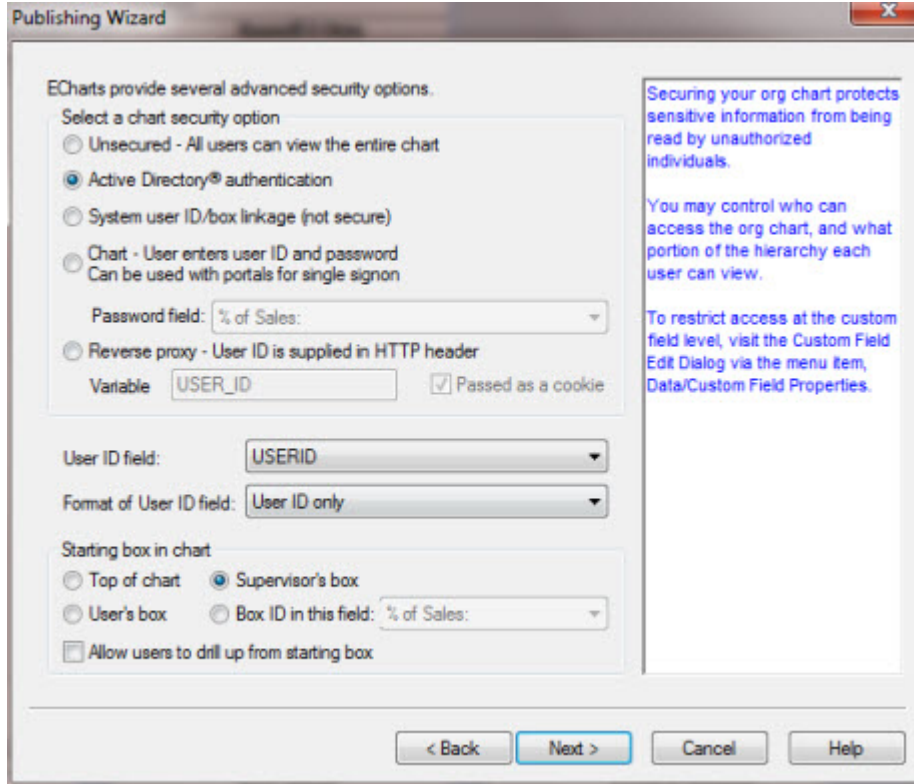 Publishing Wizard
ECharts provide several advanced security options.
Select a chart security option
Unsecured - All users can view the entire chart
Active Directory® authentication
System user ID/box linkage (not secure)
Chart - User enters user ID and password
Can be used with portals for single signon
Password field: % of Sales:
Reverse proxy - User ID is supplied in HTTP header
Variable USER_ID Passed as a cookie
User ID field: USERID
Format of User ID field: User ID only
Starting box in chart
Top of chart Supervisor's box
User's box Box ID in this field: % of Sales:
Allow users to drill up from starting box
Securing your org chart protects
sensitive information from being
read by unauthorized
individuals.
You may control who can
access the org chart, and what
portion of the hierarchy each
user can view.
To restrict access at the custom
field level, visit the Custom Field
Edit Dialog via the menu item,
Data/Custom Field Properties.
< Back Next > Cancel Help